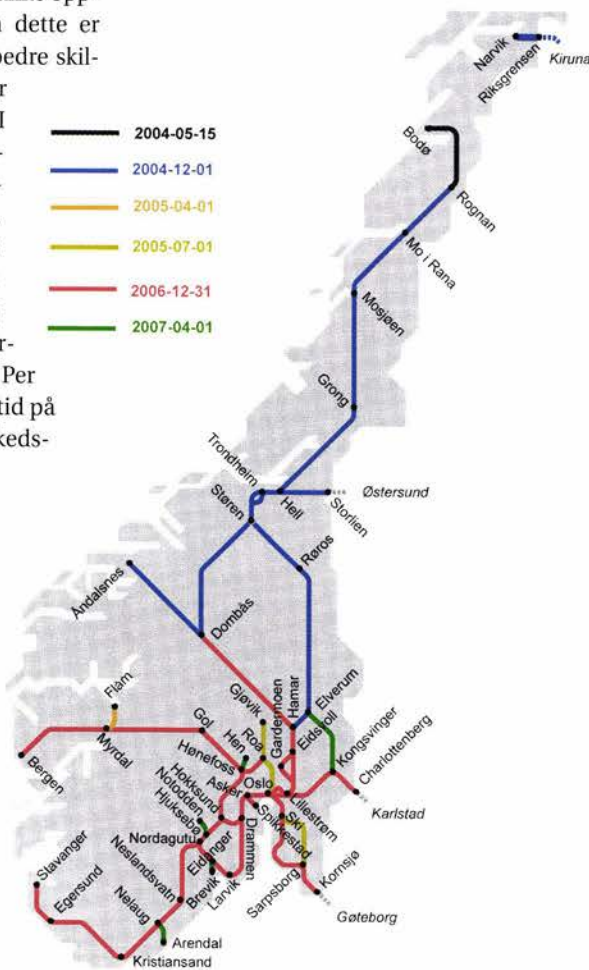 dette er
bedre skil-
2004-05-15
2004-12-01
2005-04-01
2005-07-01
2006-12-31
2007-04-01
Per
tid på
keds-
Narvik
Riksgrensen
Kiruna
Bodø
Rognan
Mo i Rana
Mosjøen
Grong
Trondheim
Hell
Storlien
Østersund
Støren
Røros
Åndalsnes
Dombås
Flåm
Gjøvik
Gardermoen
Hamar
Elverum
Eidsvoll
Myrdal
Gol
Roa
Hen
Kongsvinger
Bergen
Hønefoss
Charlottenberg
Hokksund
Asker
Oslo
Lillestrøm
Karlstad
Notodden
Hjuksebø
Spikkestad
Ski
Nordagutu
Eidanger
Drammen
Stavanger
Neslandsvatn
Brevik
Larvik
Sarpsborg
Kornsjø
Egersund
Nelaug
Gøteborg
Arendal
Kristiansand